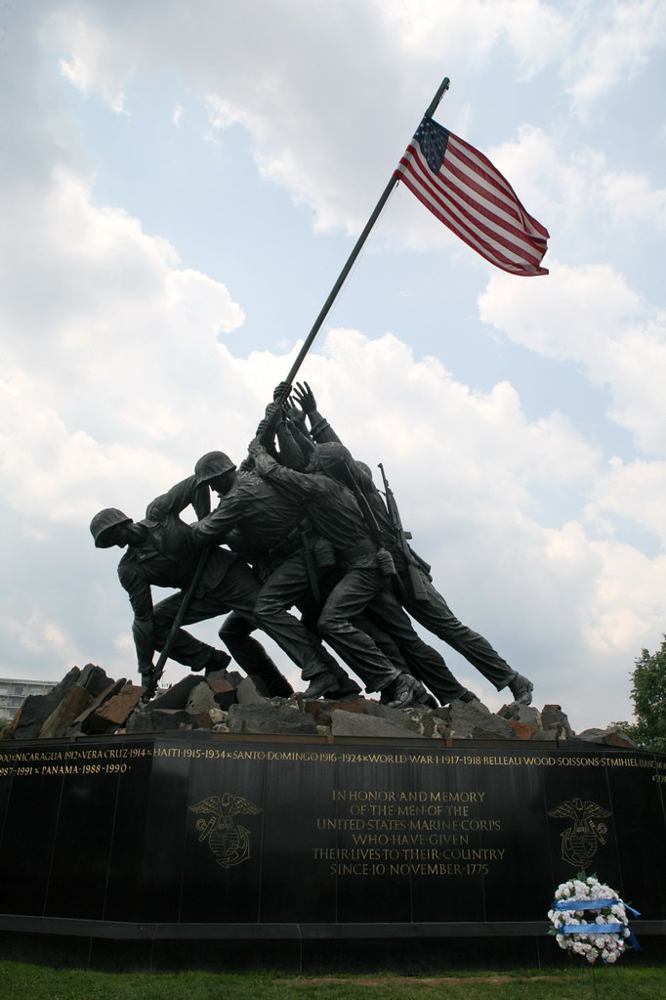 NICARAGUA·1912★VERA CRUZ·1914★HAITI·1915-1934★SANTO·DOMINGO·1916-1924★WORLD·WAR·I·1917-1918·BELLEAU·WOOD·SOISSONS·ST·MIHIEL
1987-1991★PANAMA·1988-1990·
IN·HONOR·AND·MEMORY
OF·THE·MEN·OF·THE
UNITED·STATES·MARINE·CORPS
WHO·HAVE·GIVEN
THEIR·LIVES·TO·THEIR·COUNTRY
SINCE·10·NOVEMBER·1775